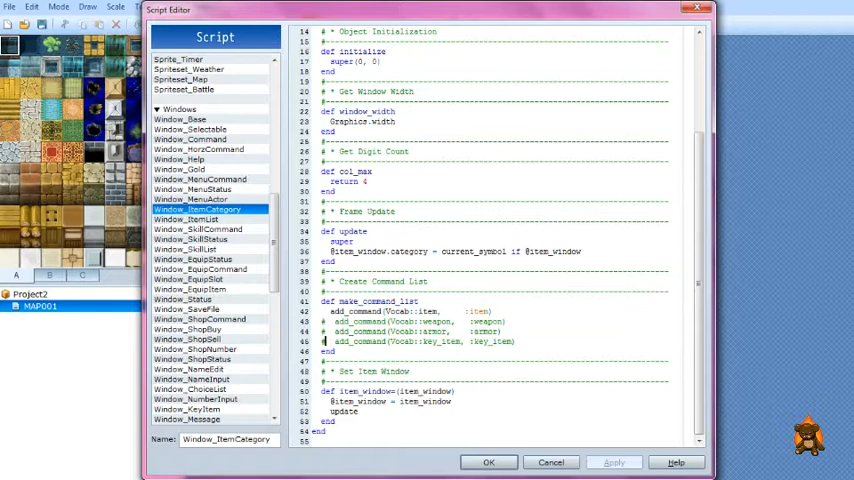 Script Editor
File Edit Mode Draw Scale
Script
Sprite_Timer
Spriteset_Weather
Spriteset_Map
Spriteset_Battle
▼ Windows
Window_Base
Window_Selectable
Window_Command
Window_HorzCommand
Window_Help
Window_Gold
Window_MenuCommand
Window_MenuStatus
Window_MenuActor
Window_ItemCategory
Window_ItemList
Window_SkillCommand
Window_SkillStatus
Window_SkillList
Window_EquipStatus
Window_EquipCommand
Window_EquipSlot
Window_EquipItem
Window_Status
Window_SaveFile
Window_ShopCommand
Window_ShopBuy
Window_ShopSell
Window_ShopNumber
Window_ShopStatus
Window_NameEdit
Window_NameInput
Window_ChoiceList
Window_NumberInput
Window_KeyItem
Window_Message
Name: Window_ItemCategory
14 # * Object Initialization
15 #--------------------------------------------------------------------------
16 def initialize
17 super(0, 0)
18 end
19 #--------------------------------------------------------------------------
20 # * Get Window Width
21 #--------------------------------------------------------------------------
22 def window_width
23 Graphics.width
24 end
25 #--------------------------------------------------------------------------
26 # * Get Digit Count
27 #--------------------------------------------------------------------------
28 def col_max
29 return 4
30 end
31 #--------------------------------------------------------------------------
32 # * Frame Update
33 #--------------------------------------------------------------------------
34 def update
35 super
36 @item_window.category = current_symbol if @item_window
37 end
38 #--------------------------------------------------------------------------
39 # * Create Command List
40 #--------------------------------------------------------------------------
41 def make_command_list
42 add_command(Vocab::item, :item)
43 # add_command(Vocab::weapon, :weapon)
44 # add_command(Vocab::armor, :armor)
45 # add_command(Vocab::key_item, :key_item)
46 end
47 #--------------------------------------------------------------------------
48 # * Set Item Window
49 #--------------------------------------------------------------------------
50 def item_window=(item_window)
51 @item_window = item_window
52 update
53 end
54 end
55
A B C
Project2
MAP001
OK Cancel Apply Help